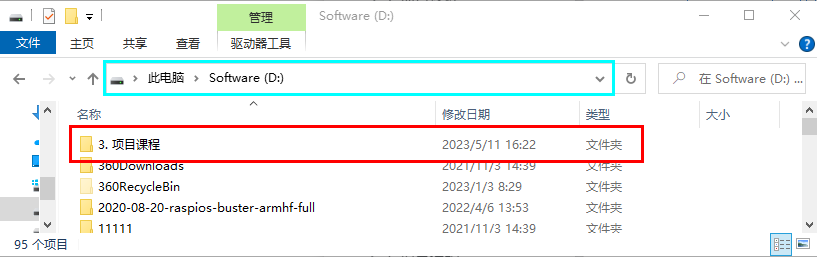 管理 Software (D:)
文件 主页 共享 查看 驱动器工具
此电脑 Software (D:) 在 Software (D:) ...
名称 修改日期 类型 大小
3. 项目课程 2023/5/11 16:22 文件夹
360Downloads 2021/11/3 14:39 文件夹
360RecycleBin 2023/1/3 8:29 文件夹
2020-08-20-raspios-buster-armhf-full 2022/4/6 13:53 文件夹
11111 2021/11/3 14:39 文件夹
95 个项目